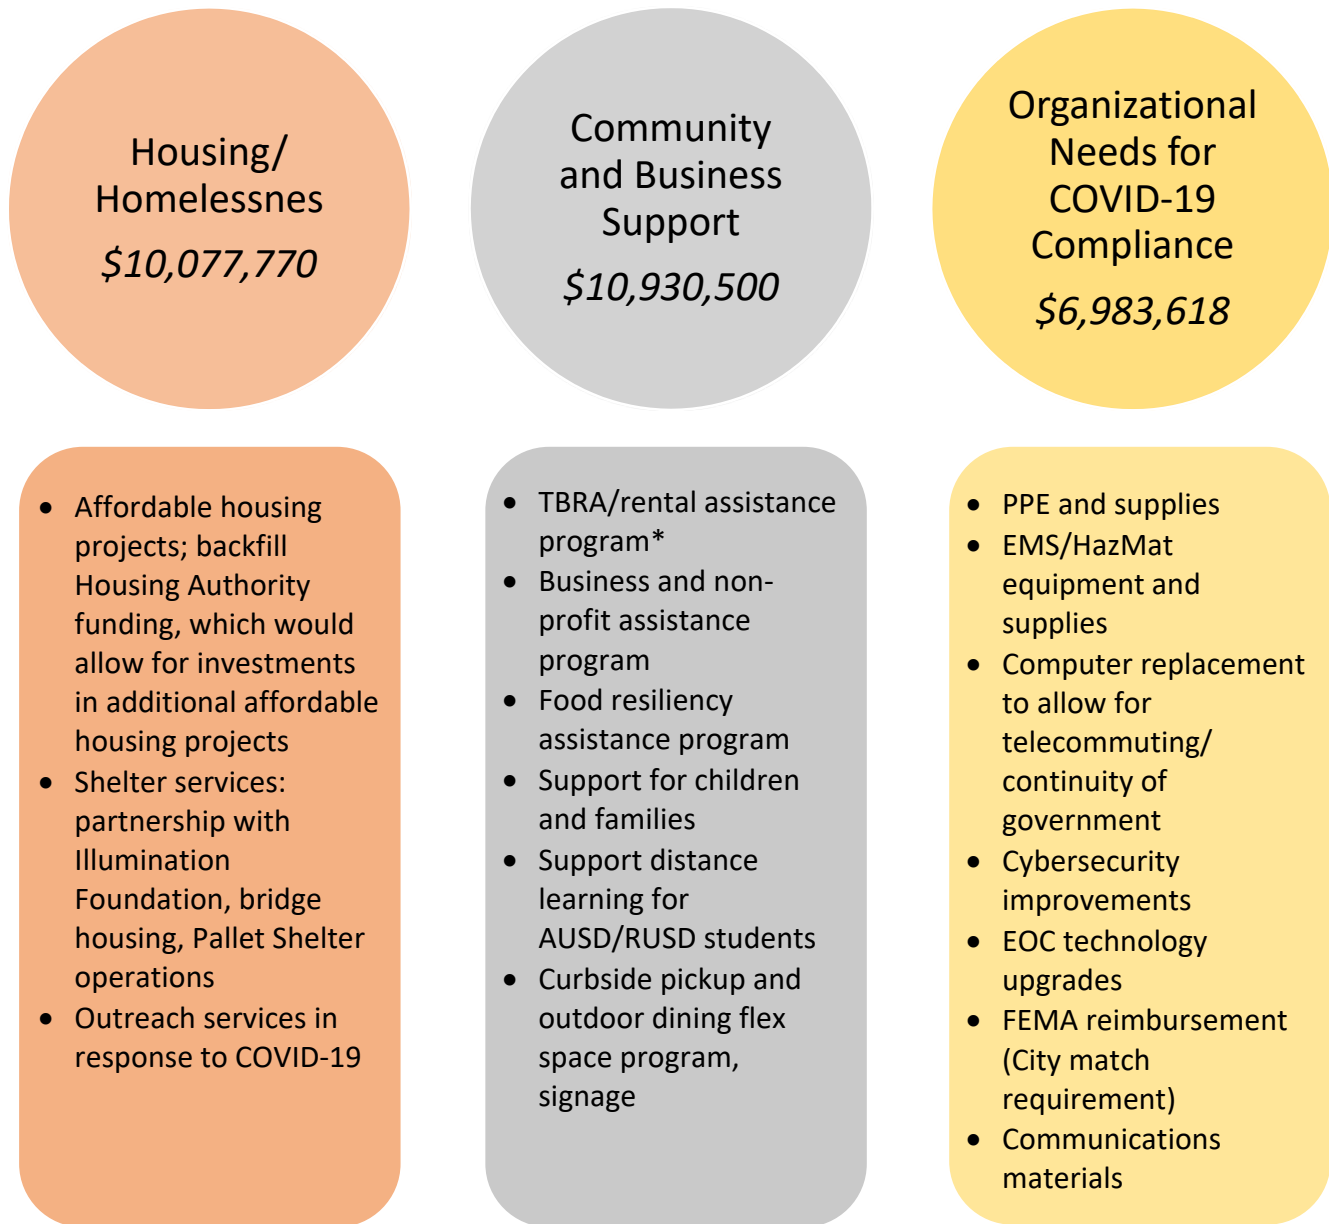 Housing/
Homelessnes
$10,077,770
Community
and Business
Support
$10,930,500
Organizational
Needs for
COVID-19
Compliance
$6,983,618
• Affordable housing
projects; backfill
Housing Authority
funding, which would
allow for investments
in additional affordable
housing projects
• Shelter services:
partnership with
Illumination
Foundation, bridge
housing, Pallet Shelter
operations
• Outreach services in
response to COVID-19
• TBRA/rental assistance
program*
• Business and non-
profit assistance
program
• Food resiliency
assistance program
• Support for children
and families
• Support distance
learning for
AUSD/RUSD students
• Curbside pickup and
outdoor dining flex
space program,
signage
• PPE and supplies
• EMS/HazMat
equipment and
supplies
• Computer replacement
to allow for
telecommuting/
continuity of
government
• Cybersecurity
improvements
• EOC technology
upgrades
• FEMA reimbursement
(City match
requirement)
• Communications
materials